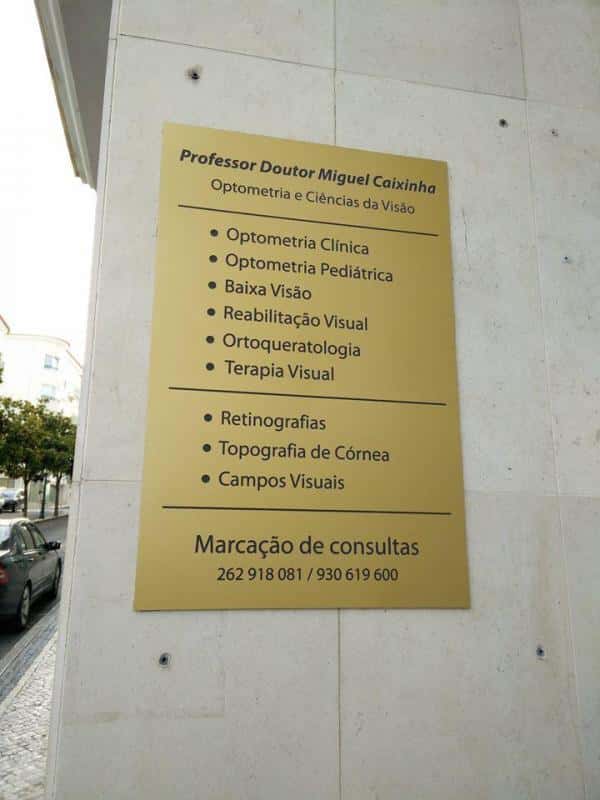 Professor Doutor Miguel Caixinha
Optometria e Ciências da Visão
• Optometria Clínica
• Optometria Pediátrica
• Baixa Visão
• Reabilitação Visual
• Ortoqueratologia
• Terapia Visual
• Retinografias
• Topografia de Córnea
• Campos Visuais
Marcação de consultas
262 918 081 / 930 619 600